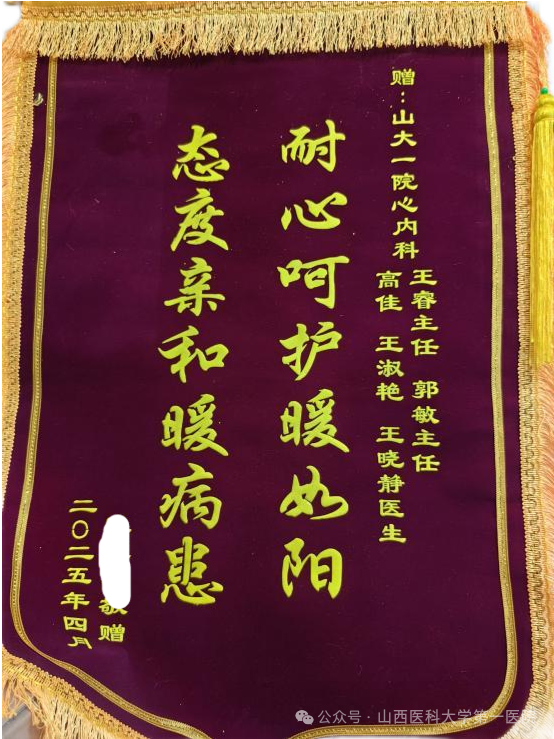 赠：山大一院心内科
王睿主任 郭敏主任
高佳 王淑艳 王晓静医生
耐心呵护暖如阳
态度亲和暖病患
敬赠
二〇二五年四月
公众号·山西医科大学第一医院